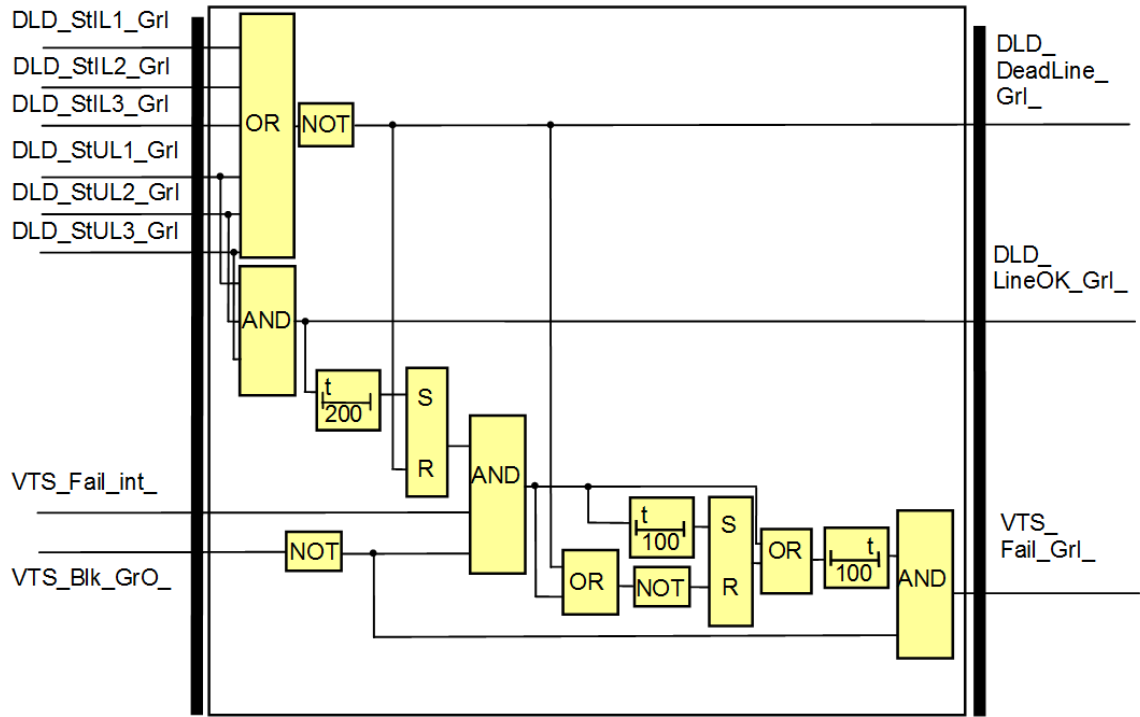 DLD_StIL1_GrI
DLD_StIL2_GrI
DLD_StIL3_GrI
DLD_StUL1_GrI
DLD_StUL2_GrI
DLD_StUL3_GrI
OR
NOT
DLD_
DeadLine_
GrI_
AND
DLD_
LineOK_GrI_
t
200
S
R
AND
VTS_Fail_int_
VTS_Blk_GrO_
NOT
t
100
OR
NOT
S
R
OR
t
100
AND
VTS_
Fail_GrI_